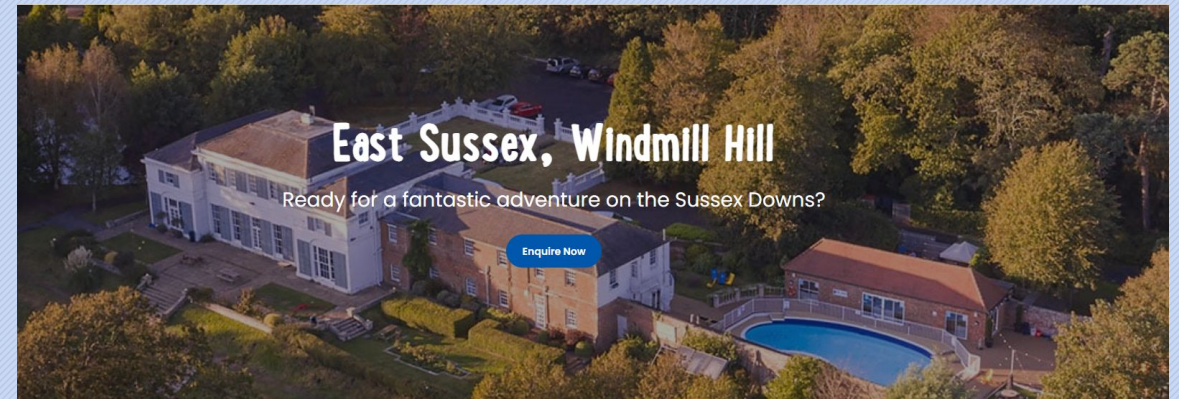 East Sussex, Windmill Hill
Ready for a fantastic adventure on the Sussex Downs?
Enquire Now